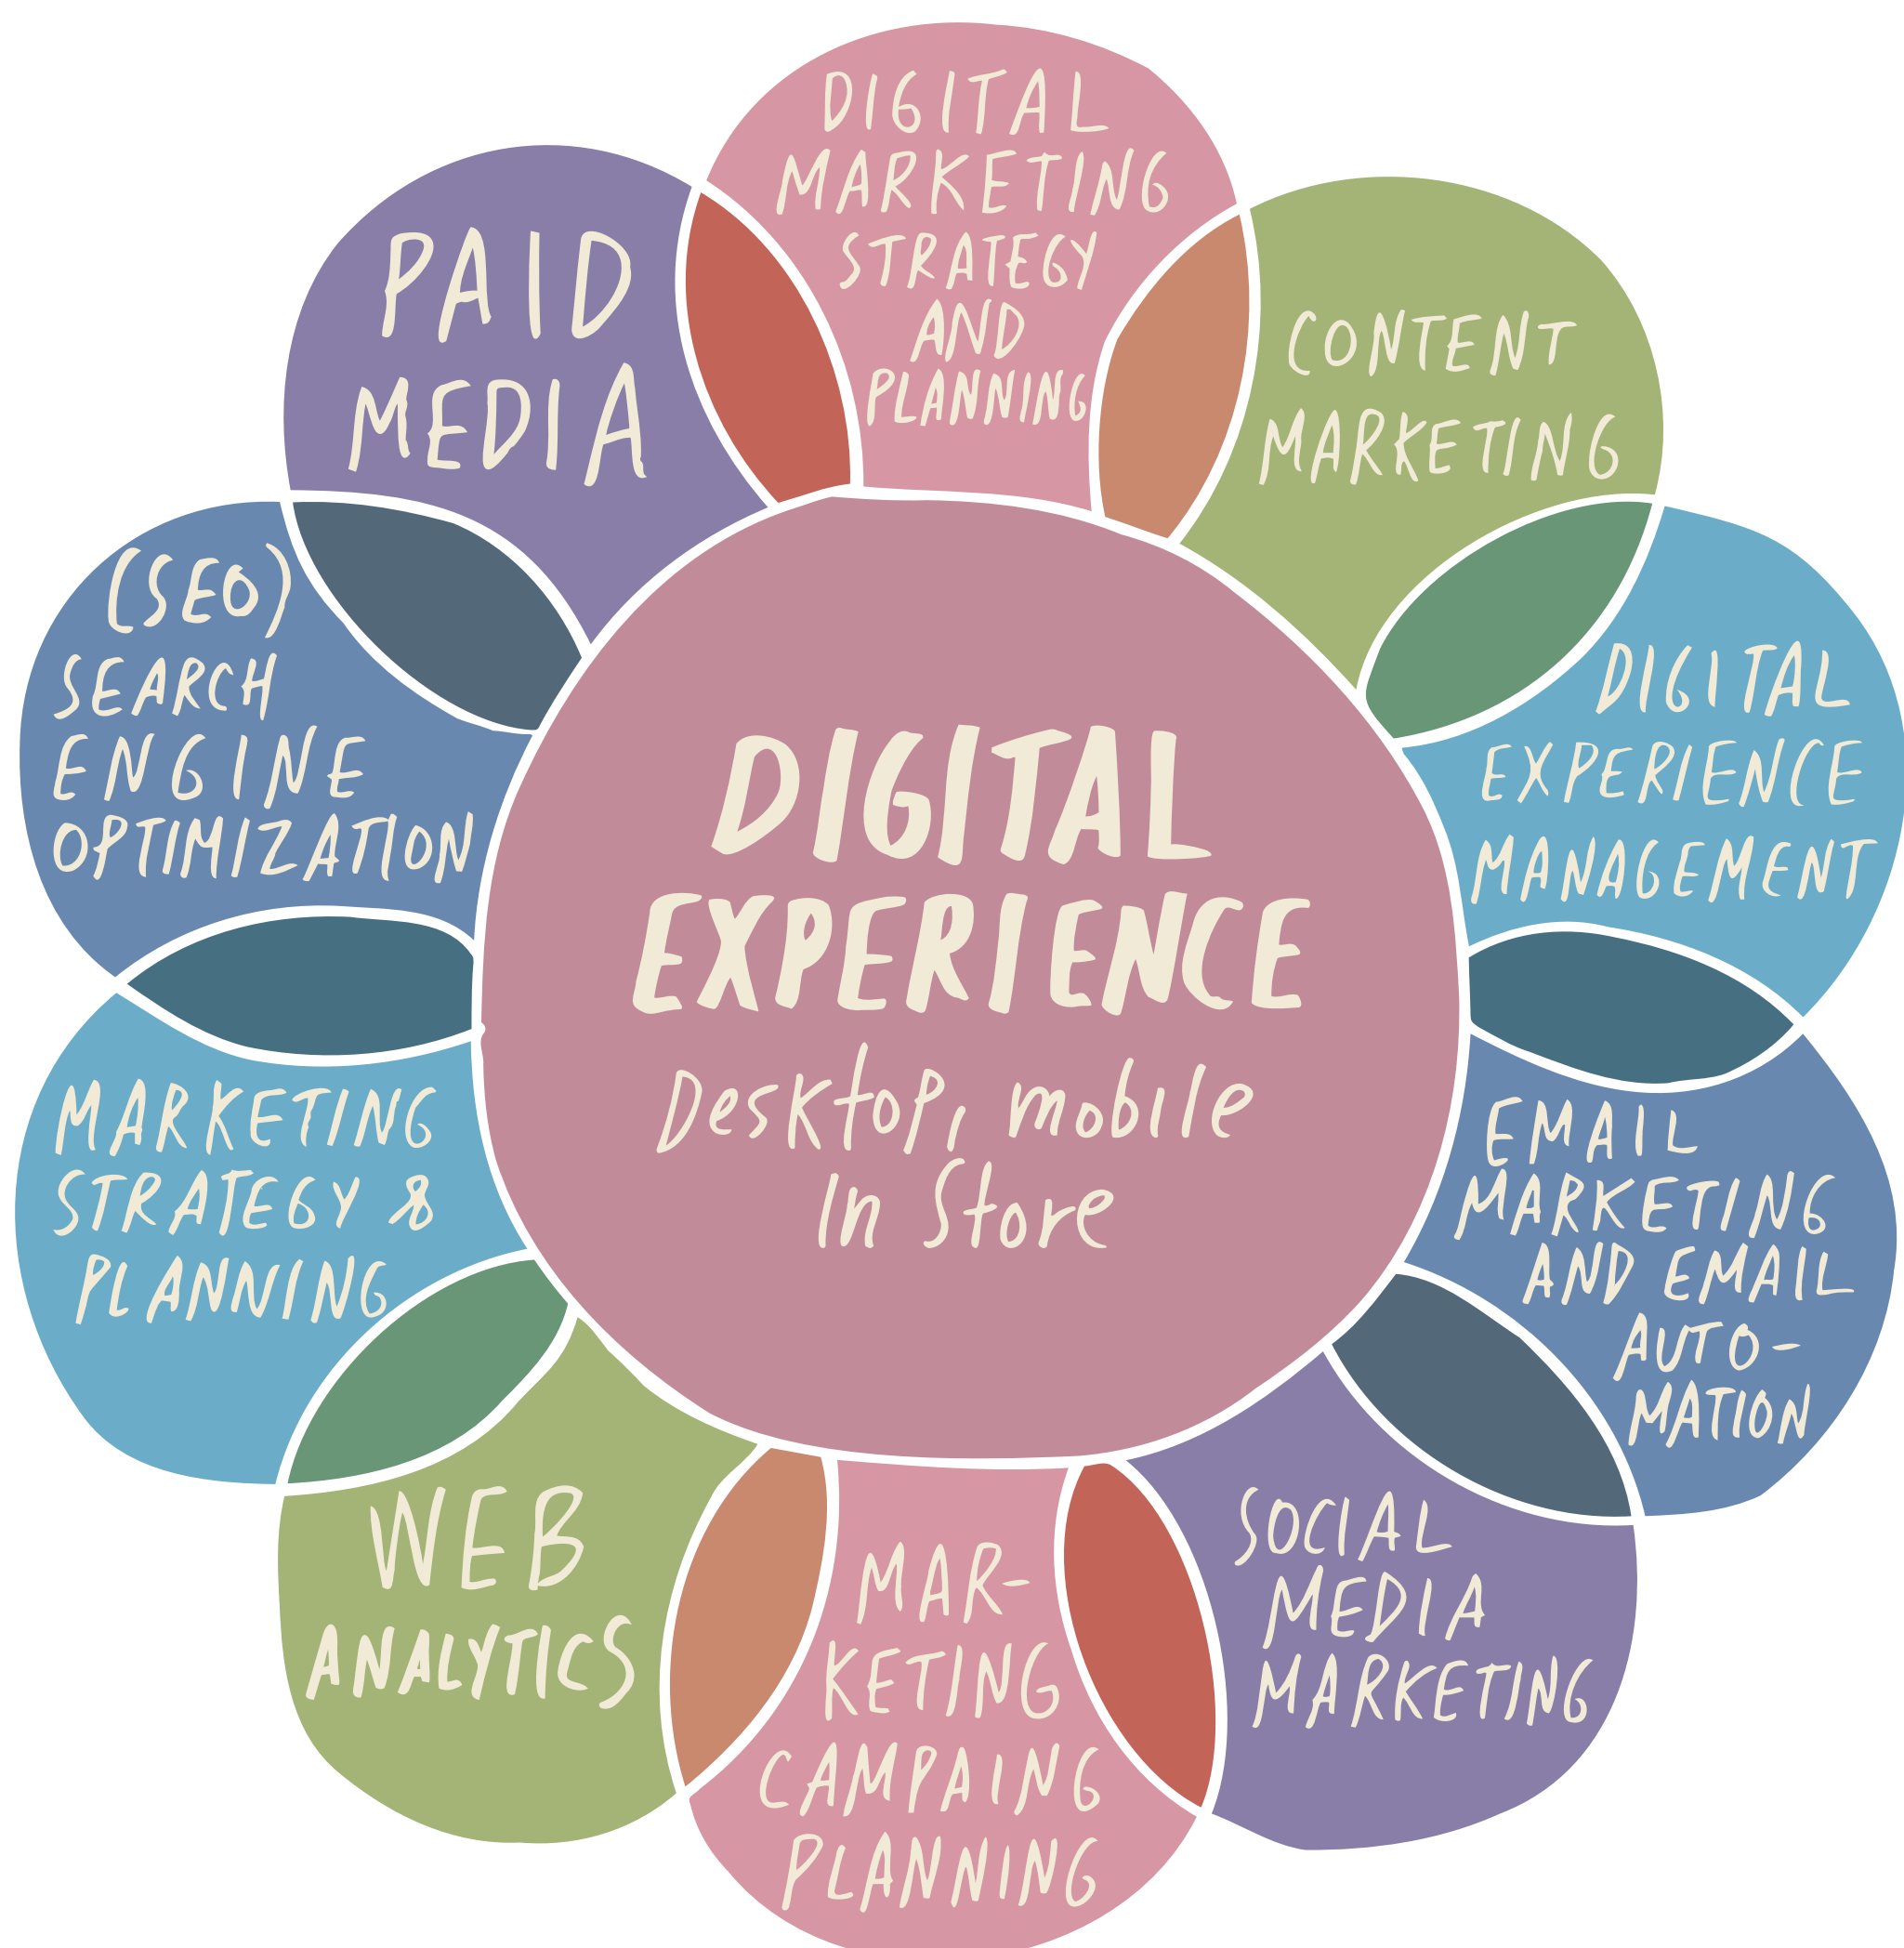 DIGITAL
MARKETING
STRATEGY
AND
PLANNING
CONTENT
MARKETING
DIGITAL
EXPERIENCE
MANAGEMENT
EMAIL
MARKETING
AND EMAIL
AUTO-
MATION
SOCIAL
MEDIA
MARKETING
MAR-
KETING
CAMPAING
PLANNING
WEB
ANALYTICS
MARKETING
STRATEGY &
PLANNING
(SEO)
SEARCH
ENGINE
OPTIMIZATION
PAID
MEDIA
DIGITAL
EXPERIENCE
Desktop, mobile
In Store